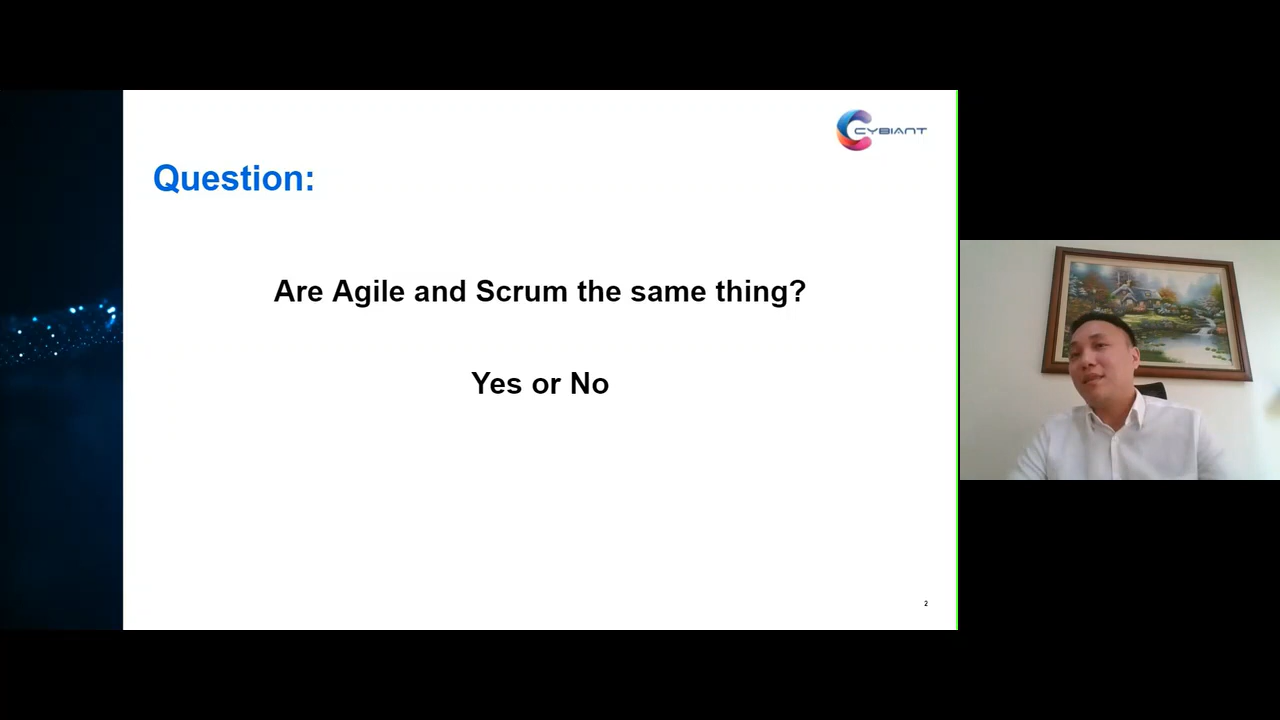 CYBIANT
Question:
Are Agile and Scrum the same thing?
Yes or No
2